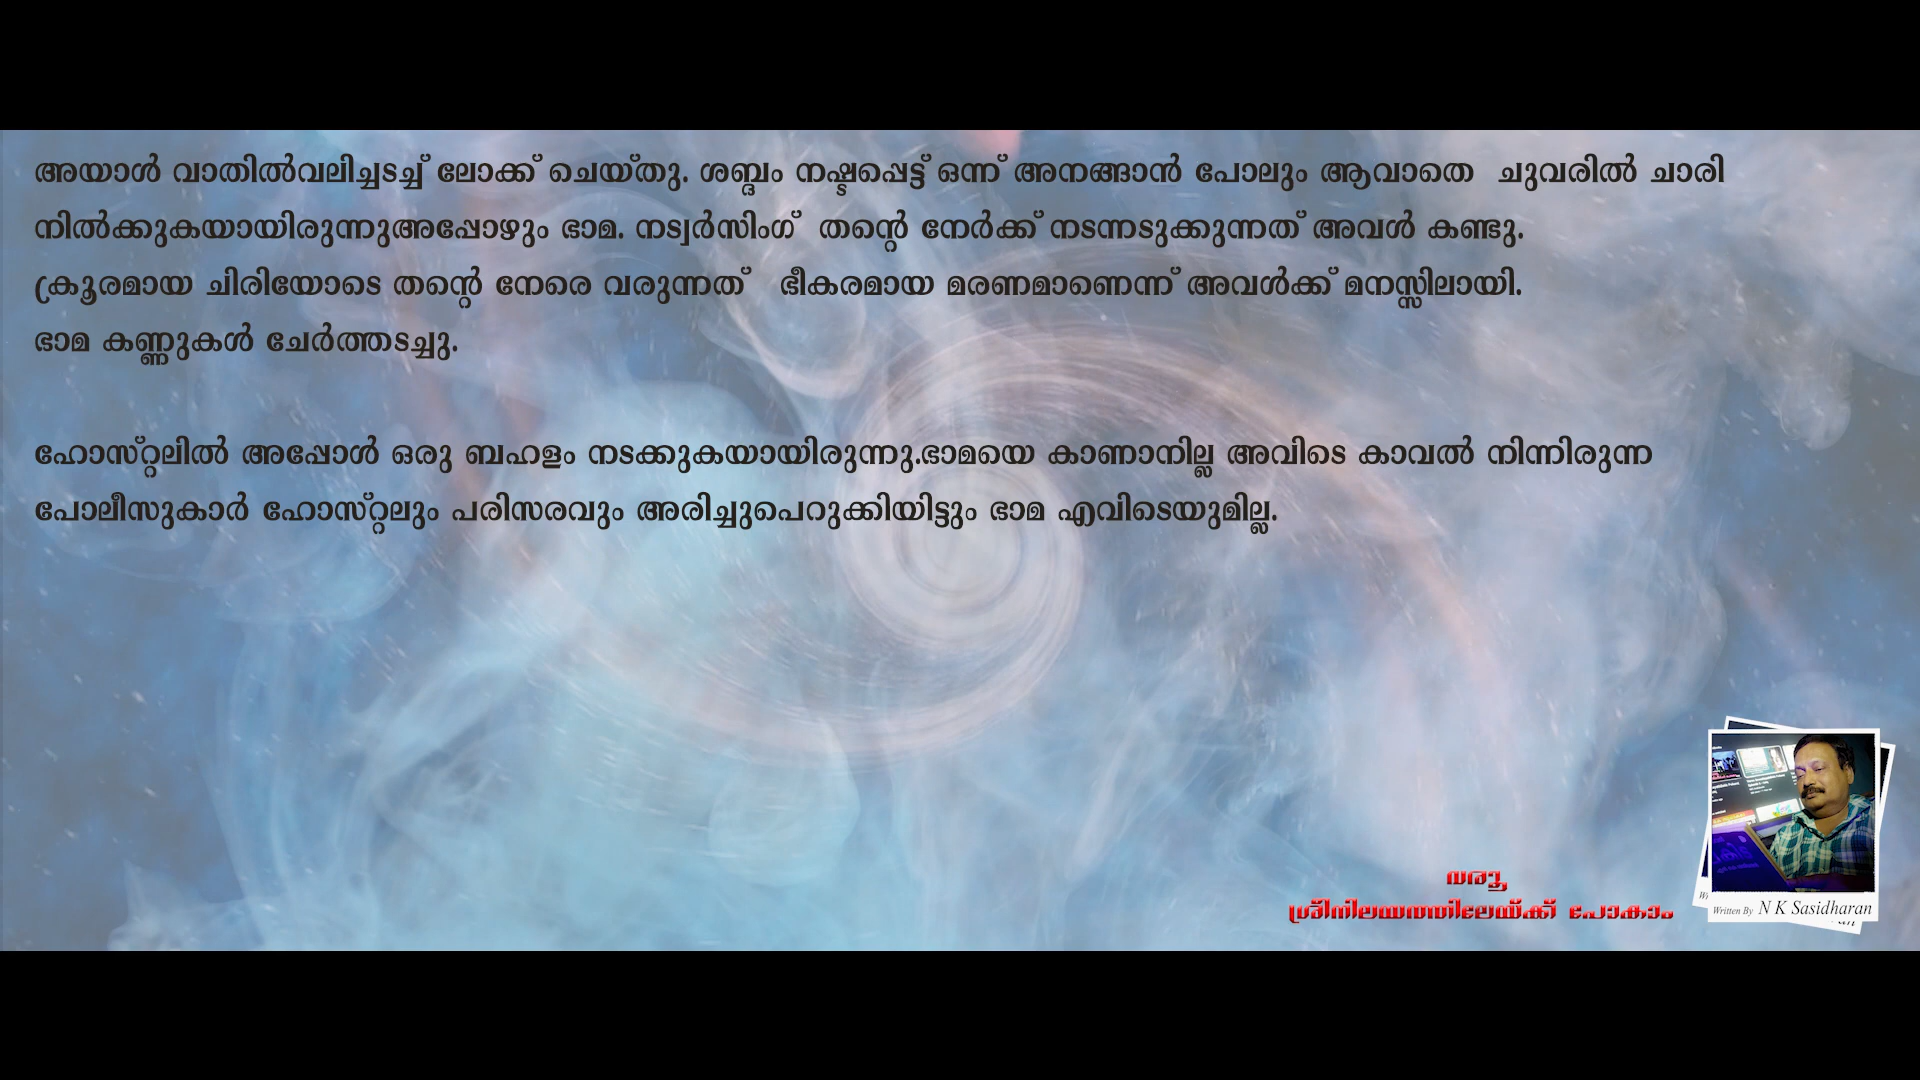 അയാൾ വാതിൽവലിച്ചടച്ച് ലോക്ക് ചെയ്തു. ശബ്ദം നഷ്ടപ്പെട്ട് ഒന്ന് അനങ്ങാൻ പോലും ആവാതെ ചുവരിൽ ചാരി
നിൽക്കുകയായിരുന്നുഅപ്പോഴും ഭാമ. നട്വർസിംഗ് തന്റെ നേർക്ക് നടന്നടുക്കുന്നത് അവൾ കണ്ടു.
ക്രൂരമായ ചിരിയോടെ തന്റെ നേരെ വരുന്നത് ഭീകരമായ മരണമാണെന്ന് അവൾക്ക് മനസ്സിലായി.
ഭാമ കണ്ണുകൾ ചേർത്തടച്ചു.
ഹോസ്റ്റലിൽ അപ്പോൾ ഒരു ബഹളം നടക്കുകയായിരുന്നു.ഭാമയെ കാണാനില്ല അവിടെ കാവൽ നിന്നിരുന്ന
പോലീസുകാർ ഹോസ്റ്റലും പരിസരവും അരിച്ചുപെറുക്കിയിട്ടും ഭാമ എവിടെയുമില്ല.
വരൂ
ശ്രീനിലയത്തിലേയ്ക്ക് പോകാം
Written By N K Sasidharan